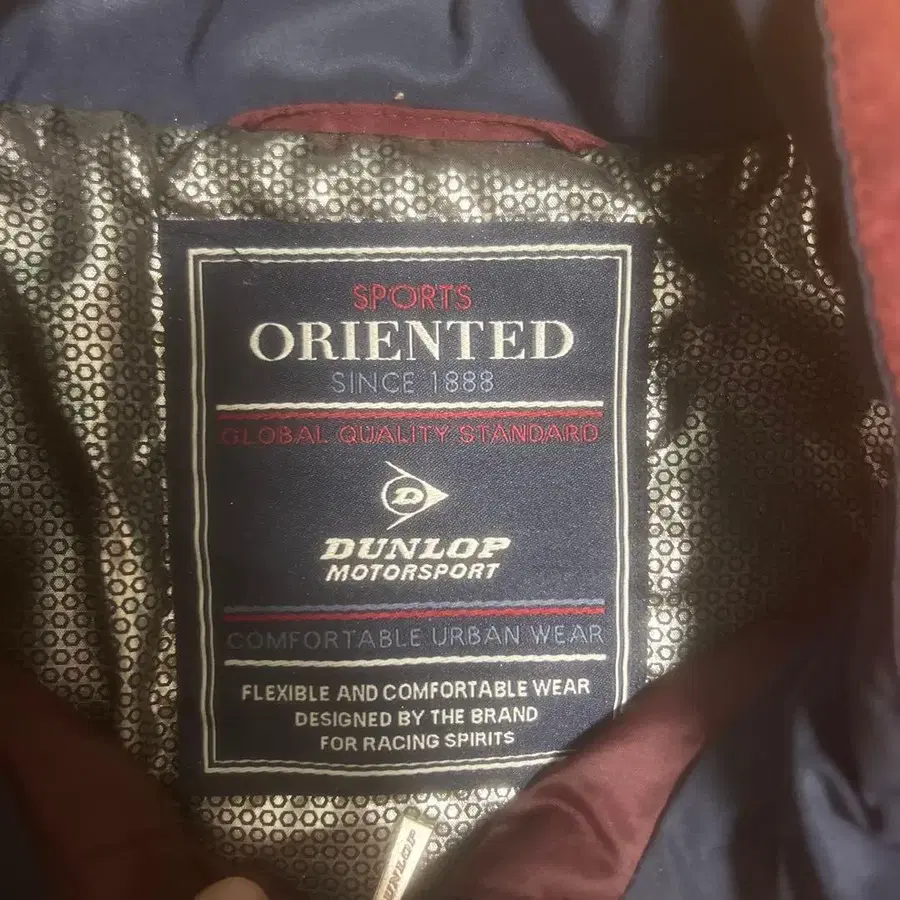 SPORTS
ORIENTED
SINCE 1888
GLOBAL QUALITY STANDARD
D
DUNLOP
MOTORSPORT
COMFORTABLE URBAN WEAR
FLEXIBLE AND COMFORTABLE WEAR
DESIGNED BY THE BRAND
FOR RACING SPIRITS
DUNLOP